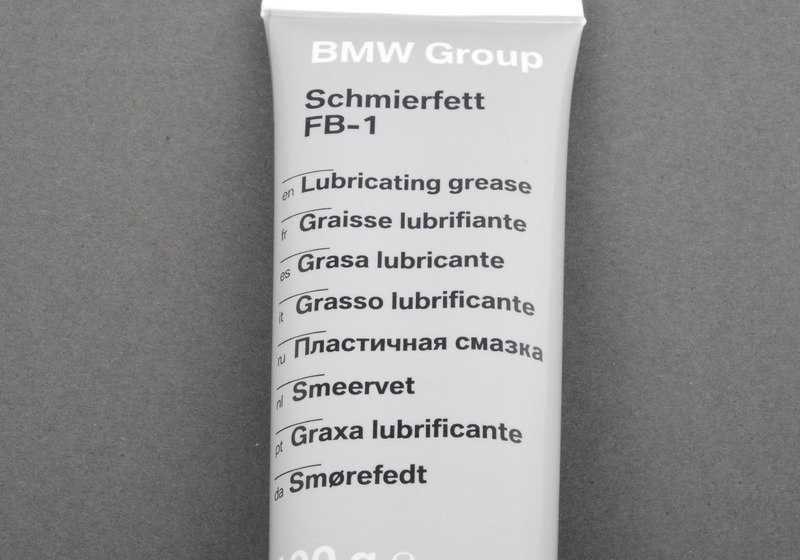 BMW Group
Schmierfett
FB-1
en Lubricating grease
fr Graisse lubrifiante
es Grasa lubricante
it Grasso lubrificante
ru Пластичная смазка
nl Smeervet
pt Graxa lubrificante
da Smørefedt